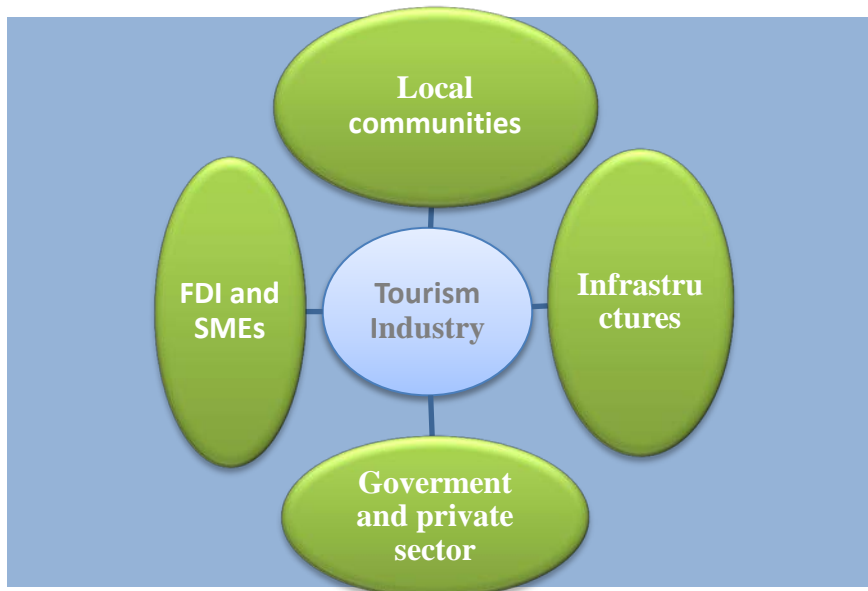 Local
communities
FDI and
SMEs
Tourism
Industry
Infrastru
ctures
Goverment
and private
sector